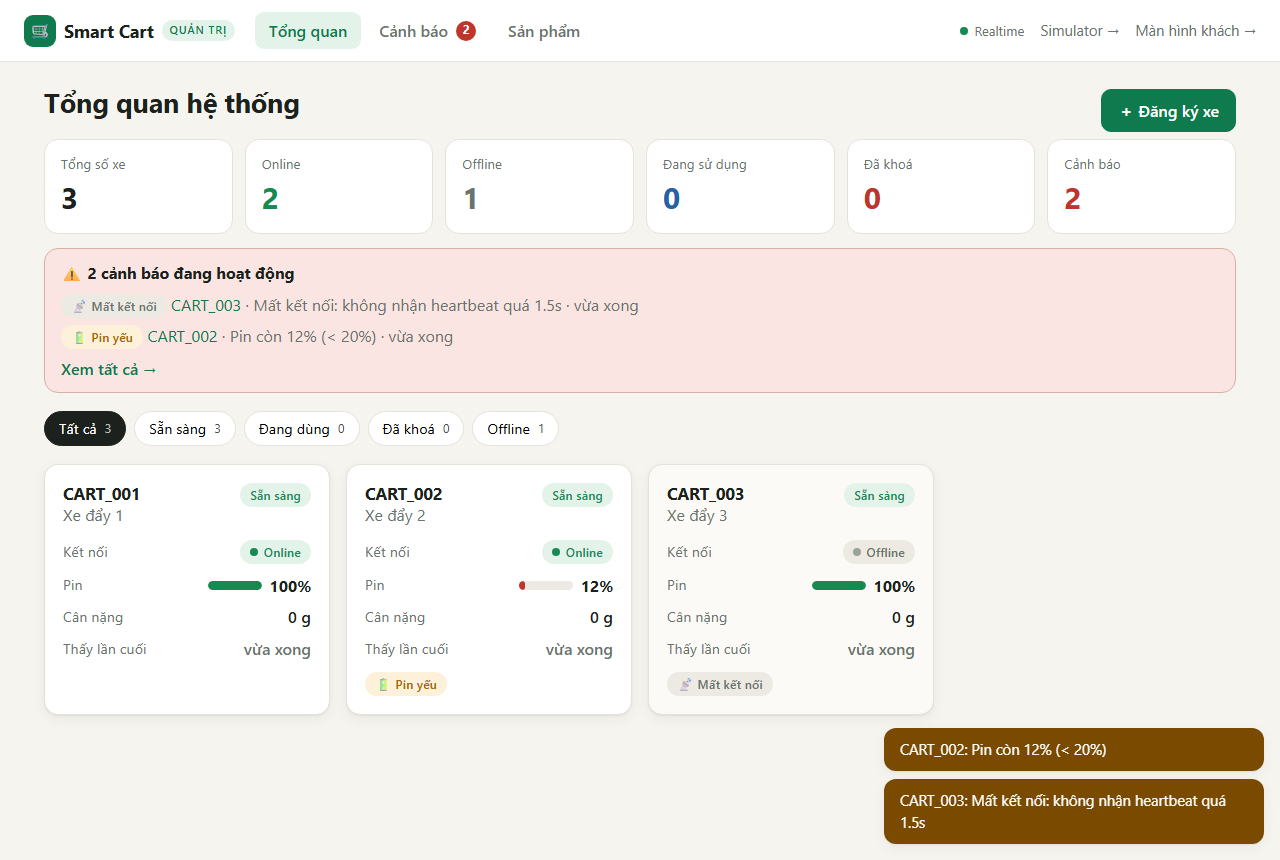 Smart Cart QUẢN TRỊ Tổng quan Cảnh báo 2 Sản phẩm Realtime Simulator → Màn hình khách →
Tổng quan hệ thống
+ Đăng ký xe
Tổng số xe Online Offline Đang sử dụng Đã khoá Cảnh báo
3 2 1 0 0 2
2 cảnh báo đang hoạt động
Mất kết nối CART_003 · Mất kết nối: không nhận heartbeat quá 1.5s · vừa xong
Pin yếu CART_002 · Pin còn 12% (< 20%) · vừa xong
Xem tất cả →
Tất cả 3 Sẵn sàng 3 Đang dùng 0 Đã khoá 0 Offline 1
CART_001 Sẵn sàng
Xe đẩy 1
Kết nối Online
Pin 100%
Cân nặng 0 g
Thấy lần cuối vừa xong
CART_002 Sẵn sàng
Xe đẩy 2
Kết nối Online
Pin 12%
Cân nặng 0 g
Thấy lần cuối vừa xong
Pin yếu
CART_003 Sẵn sàng
Xe đẩy 3
Kết nối Offline
Pin 100%
Cân nặng 0 g
Thấy lần cuối vừa xong
Mất kết nối
CART_002: Pin còn 12% (< 20%)
CART_003: Mất kết nối: không nhận heartbeat quá
1.5s